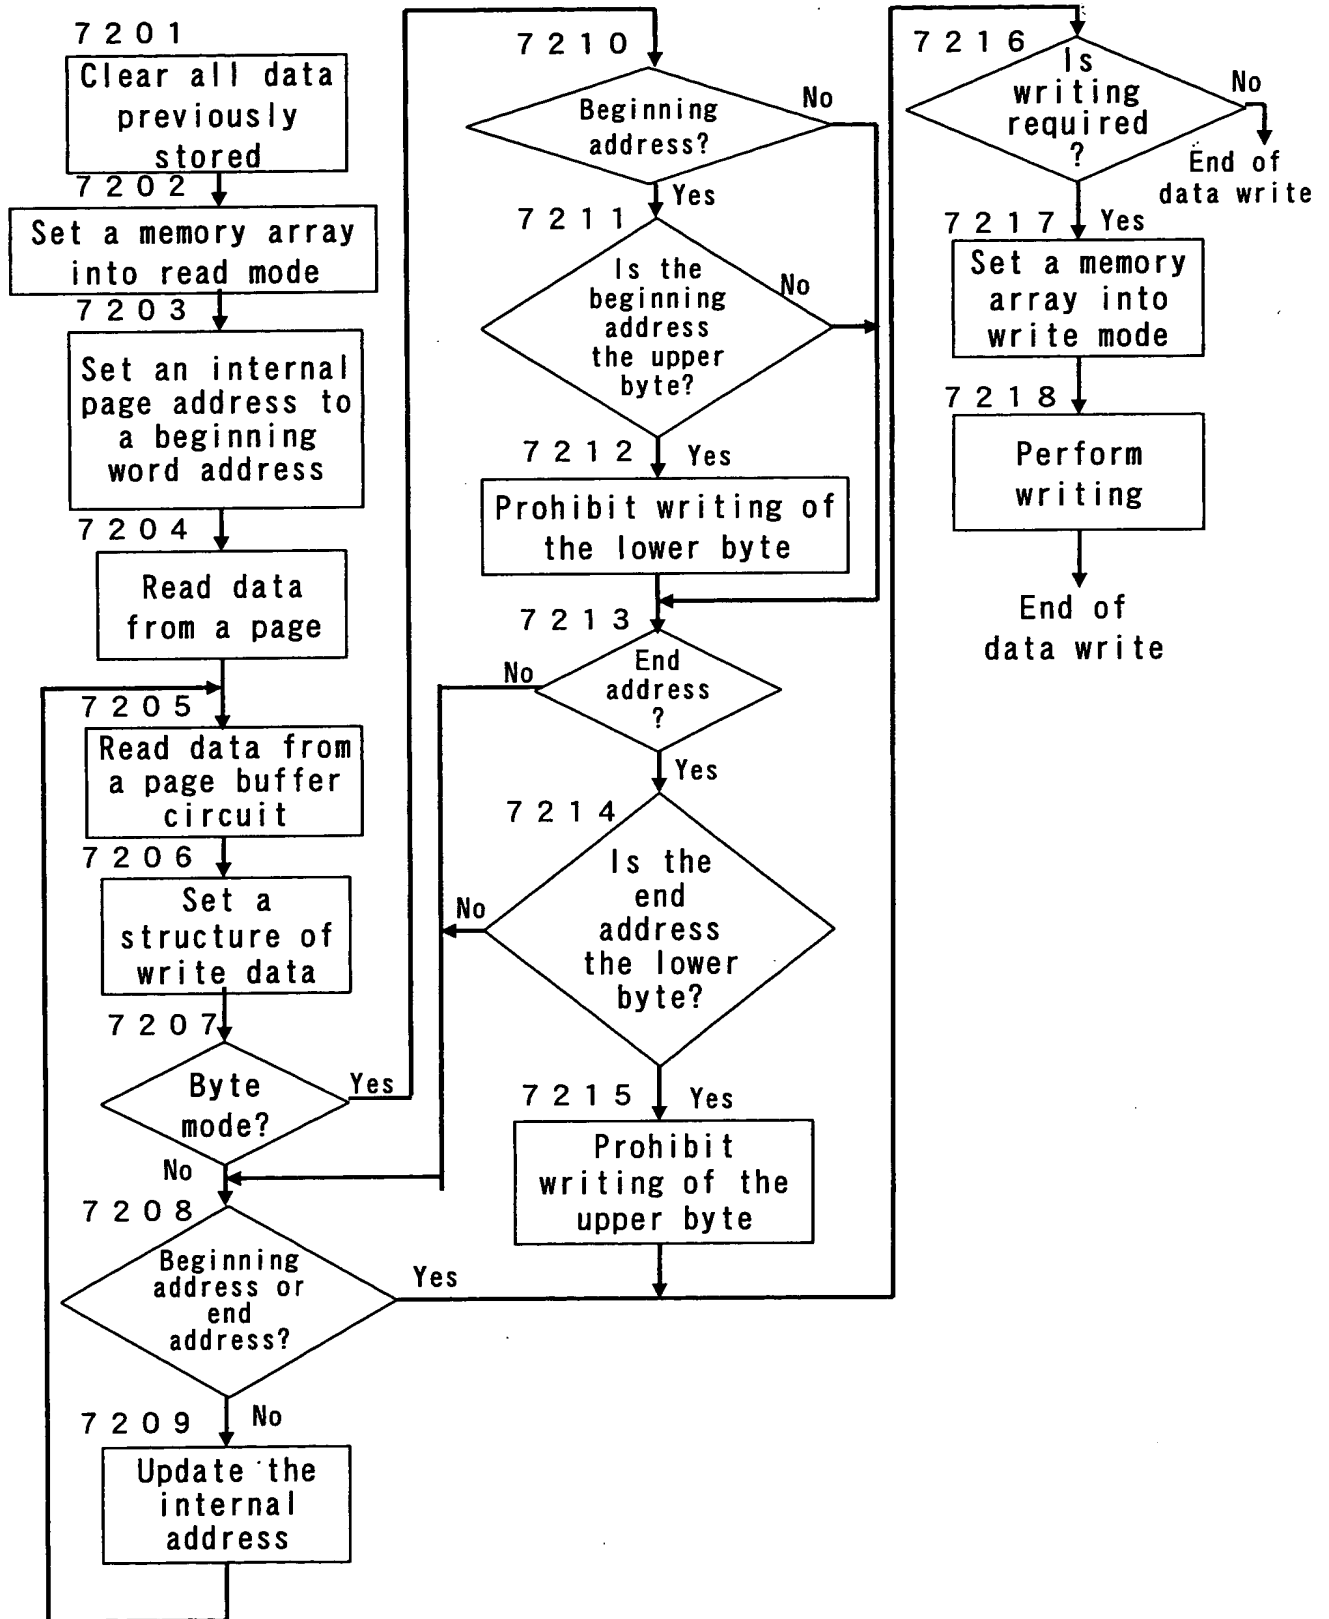 7201
Clear all data
previously
stored
7202
Set a memory array
into read mode
7203
Set an internal
page address to
a beginning
word address
7204
Read data
from a page
7205
Read data from
a page buffer
circuit
7206
Set a
structure of
write data
7207
Byte
mode?
Yes
No
7208
Beginning
address or
end
address?
Yes
7209
No
Update the
internal
address
7210
Beginning
address?
No
Yes
7211
Is the
beginning
address
the upper
byte?
No
7212
Yes
Prohibit writing of
the lower byte
7213
End
address
?
No
Yes
7214
Is the
end
address
the lower
byte?
No
7215
Yes
Prohibit
writing of the
upper byte
7216
Is
writing
required
?
No
End of
data write
7217
Yes
Set a memory
array into
write mode
7218
Perform
writing
End of
data write